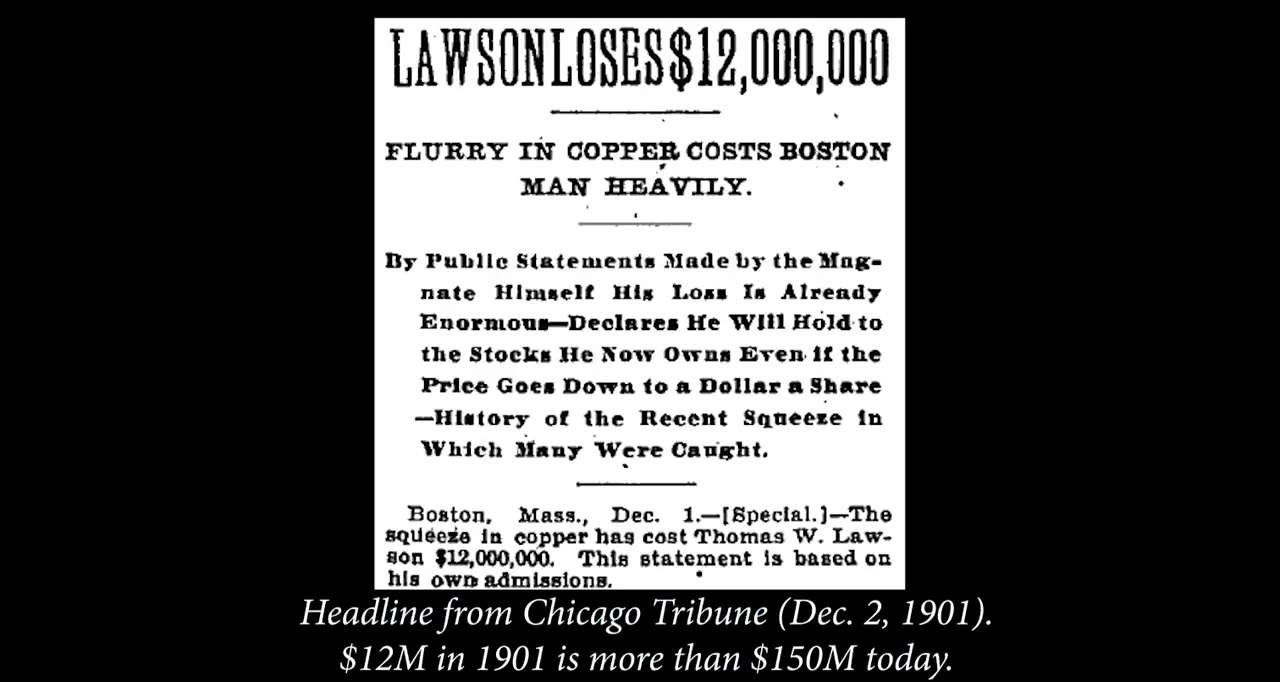 LAWSON LOSES $12,000,000
FLURRY IN COPPER COSTS BOSTON
MAN HEAVILY.
By Public Statements Made by the Mag-
nate Himself His Loss Is Already
Enormous—Declares He Will Hold to
the Stocks He Now Owns Even if the
Price Goes Down to a Dollar a Share
—History of the Recent Squeeze in
Which Many Were Caught.
Boston, Mass., Dec. 1.—[Special.]—The
squeeze in copper has cost Thomas W. Law-
son $12,000,000. This statement is based on
his own admissions.
Headline from Chicago Tribune (Dec. 2, 1901).
$12M in 1901 is more than $150M today.